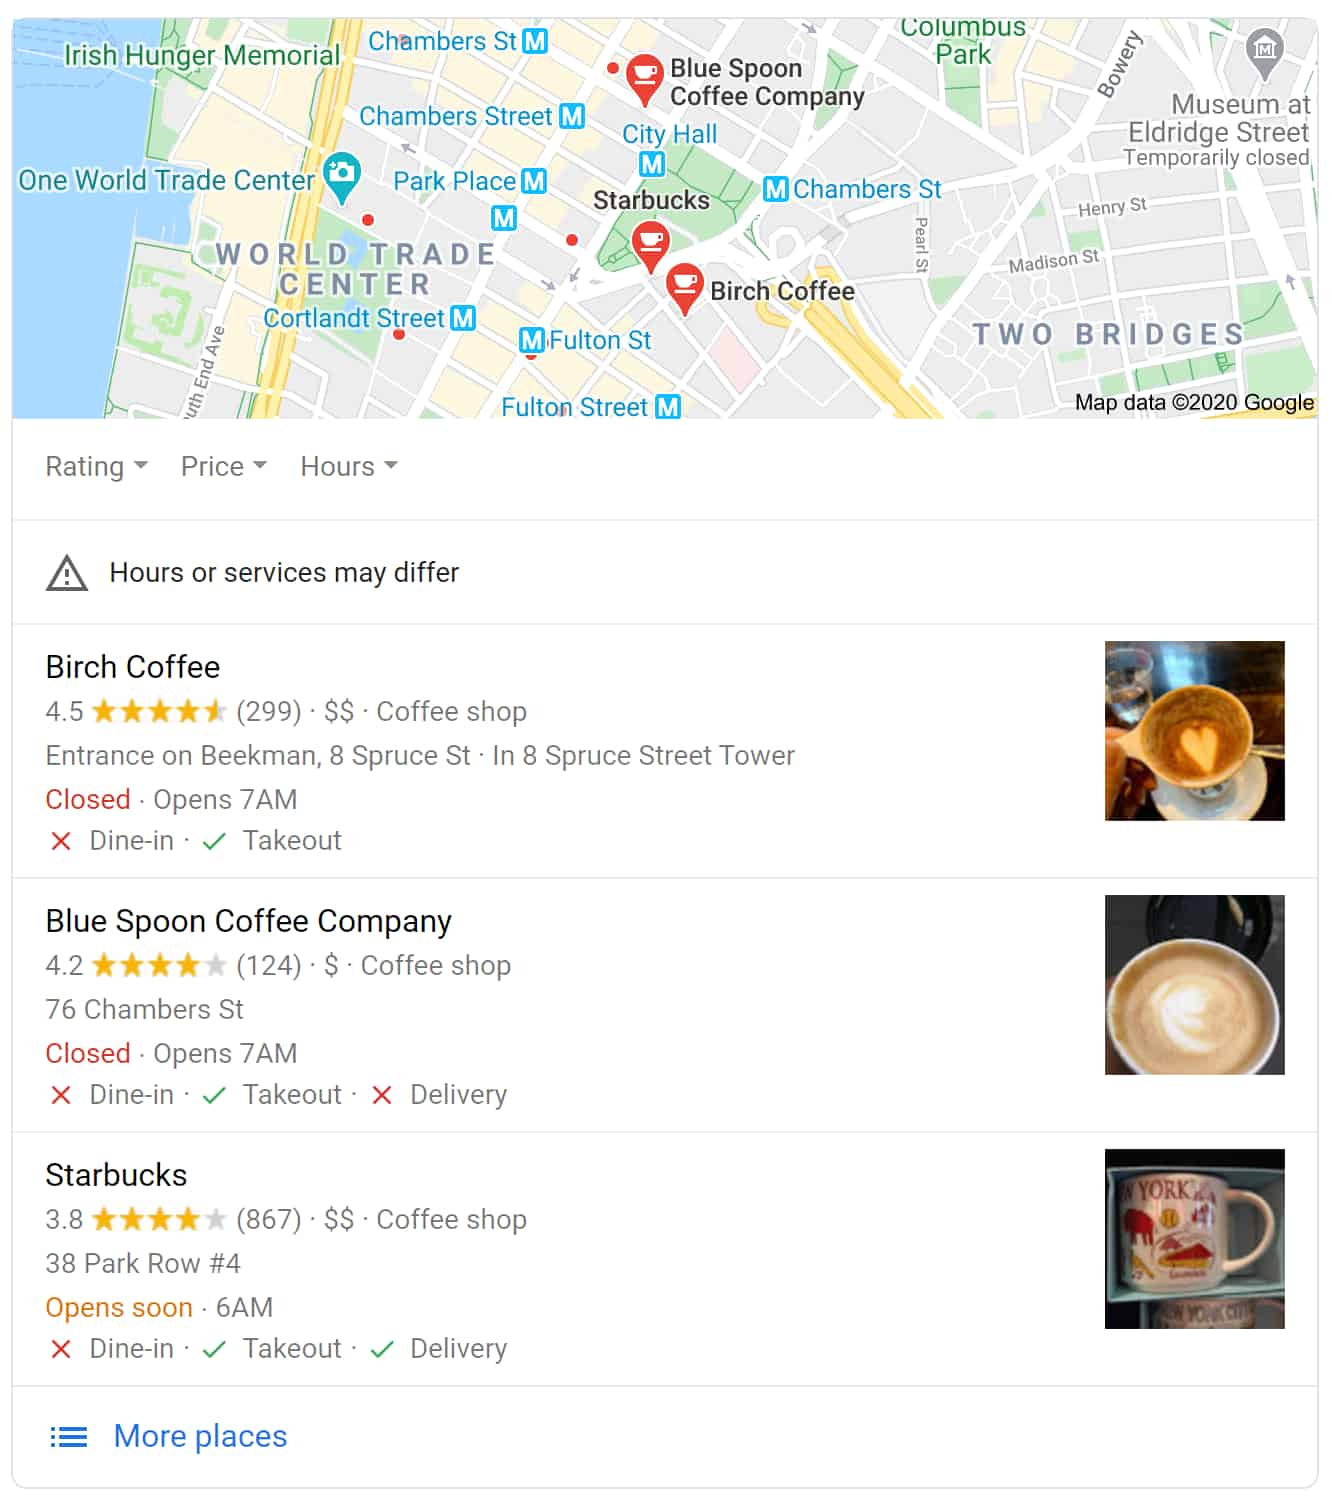 Irish Hunger Memorial
Chambers St M
Columbus
Park
Bowery
Blue Spoon
Coffee Company
Museum at
Eldridge Street
Temporarily closed
Chambers Street M
City Hall
M
One World Trade Center
Park Place M
M
Starbucks
M Chambers St
Henry St
Pearl St
Madison St
WORLD TRADE
CENTER
Birch Coffee
Cortlandt Street M
M Fulton St
TWO BRIDGES
uth End Ave
Fulton Street M
Map data ©2020 Google
Rating Price Hours
Hours or services may differ
Birch Coffee
4.5 (299) · $$ · Coffee shop
Entrance on Beekman, 8 Spruce St · In 8 Spruce Street Tower
Closed · Opens 7AM
Dine-in · Takeout
Blue Spoon Coffee Company
4.2 (124) · $ · Coffee shop
76 Chambers St
Closed · Opens 7AM
Dine-in · Takeout · Delivery
Starbucks
3.8 (867) · $$ · Coffee shop
38 Park Row #4
Opens soon · 6AM
Dine-in · Takeout · Delivery
W YORK
NEW YORK CITY
More places